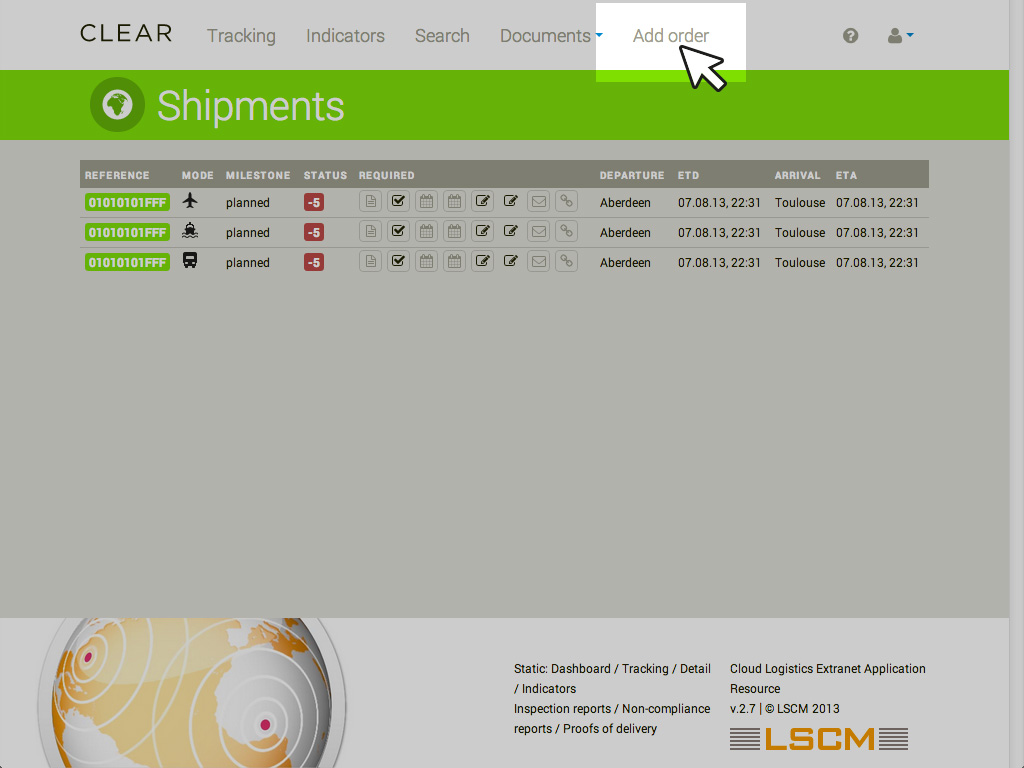 CLEAR Tracking Indicators Search Documents Add order
Shipments
REFERENCE MODE MILESTONE STATUS REQUIRED DEPARTURE ETD ARRIVAL ETA
01010101FFF planned -5 Aberdeen 07.08.13, 22:31 Toulouse 07.08.13, 22:31
01010101FFF planned -5 Aberdeen 07.08.13, 22:31 Toulouse 07.08.13, 22:31
01010101FFF planned -5 Aberdeen 07.08.13, 22:31 Toulouse 07.08.13, 22:31
Static: Dashboard / Tracking / Detail
/ Indicators
Inspection reports / Non-compliance
reports / Proofs of delivery
Cloud Logistics Extranet Application
Resource
v.2.7 | © LSCM 2013
LSCM